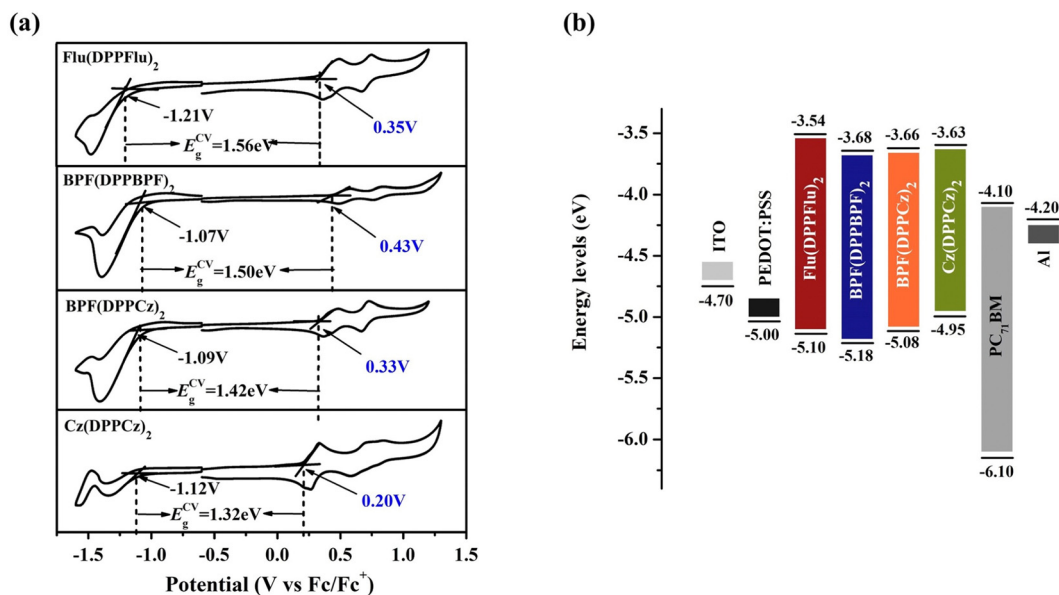 (a)
Flu(DPPFlu)₂
-1.21V
0.35V
E_g^CV=1.56eV
BPF(DPPBPF)₂
-1.07V
0.43V
E_g^CV=1.50eV
BPF(DPPCz)₂
-1.09V
0.33V
E_g^CV=1.42eV
Cz(DPPCz)₂
-1.12V
0.20V
E_g^CV=1.32eV
-1.5 -1.0 -0.5 0.0 0.5 1.0 1.5
Potential (V vs Fc/Fc⁺)
(b)
Energy levels (eV)
-3.5
-4.0
-4.5
-5.0
-5.5
-6.0
ITO
-4.70
PEDOT:PSS
-5.00
-3.54
Flu(DPPFlu)₂
-5.10
-3.68
BPF(DPPBPF)₂
-5.18
-3.66
BPF(DPPCz)₂
-5.08
-3.63
Cz(DPPCz)₂
-4.95
-4.10
PC₇₁BM
-6.10
-4.20
Al